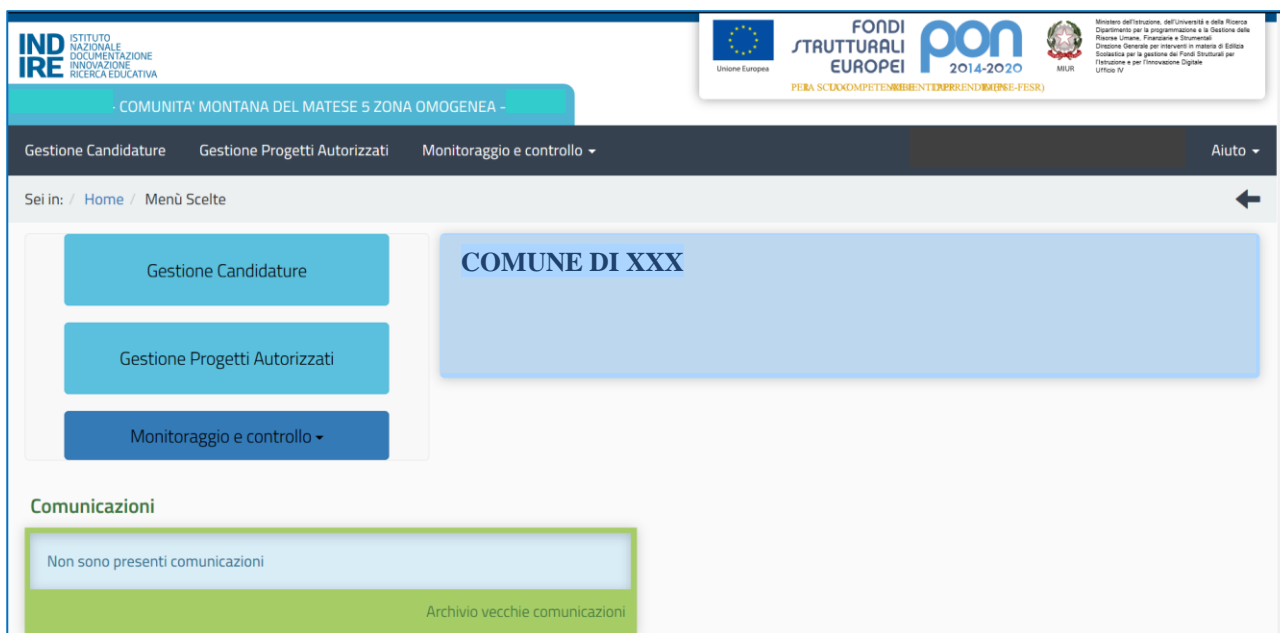 IND
IRE
ISTITUTO
NAZIONALE
DOCUMENTAZIONE
INNOVAZIONE
RICERCA EDUCATIVA
Unione Europea
FONDI
STRUTTURALI
EUROPEI
pon
2014-2020
MIUR
Ministero dell'Istruzione, dell'Università e della Ricerca
Dipartimento per la programmazione e la Gestione delle
Risorse Umane, Finanziarie e Strumentali
Direzione Generale per interventi in materia di Edilizia
Scolastica per la gestione dei Fondi Strutturali per
l'Istruzione e per l'Innovazione Digitale
Ufficio IV
- COMUNITA' MONTANA DEL MATESE 5 ZONA OMOGENEA -
Gestione Candidature Gestione Progetti Autorizzati Monitoraggio e controllo Aiuto
Sei in: / Home / Menù Scelte
Gestione Candidature
Gestione Progetti Autorizzati
Monitoraggio e controllo
COMUNE DI XXX
Comunicazioni
Non sono presenti comunicazioni
Archivio vecchie comunicazioni